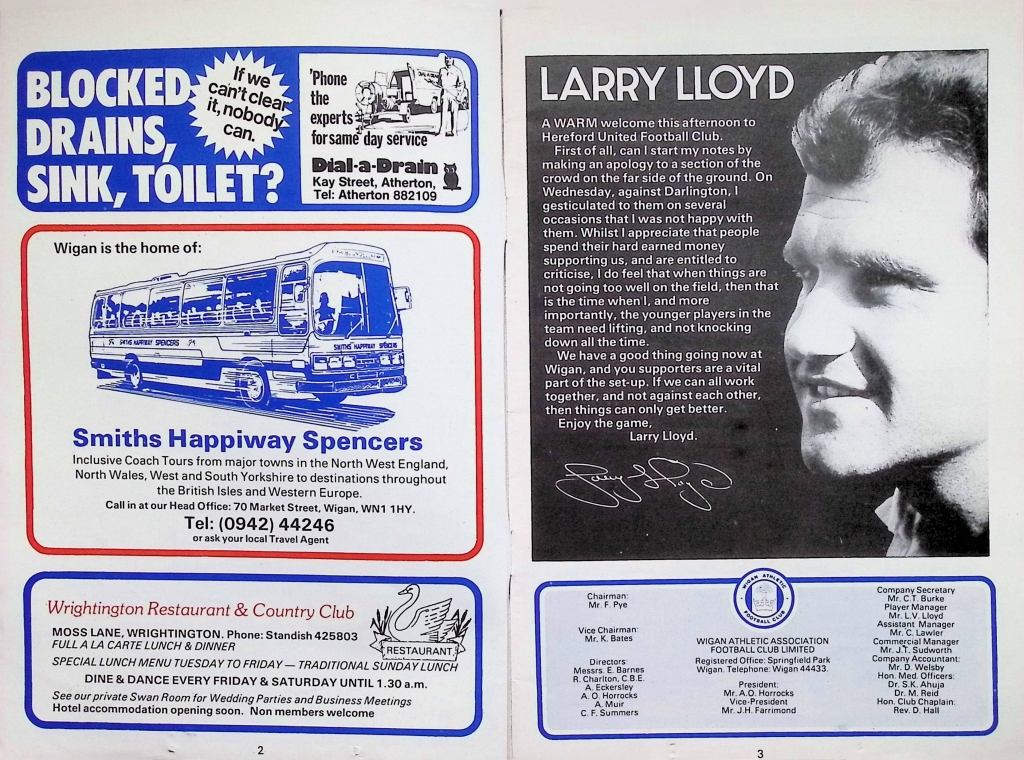 BLOCKED
DRAINS,
SINK, TOILET?
If we
can't clear
it, nobody
can.
'Phone
the
experts
for same day service
Dial-a-Drain
Kay Street, Atherton,
Tel: Atherton 882109
Wigan is the home of:
SMITHS HAPPIWAY SPENCERS
SMITHS HAPPIWAY SPENCERS
Smiths Happiway Spencers
Inclusive Coach Tours from major towns in the North West England,
North Wales, West and South Yorkshire to destinations throughout
the British Isles and Western Europe.
Call in at our Head Office: 70 Market Street, Wigan, WN1 1HY.
Tel: (0942) 44246
or ask your local Travel Agent
Wrightington Restaurant & Country Club
MOSS LANE, WRIGHTINGTON. Phone: Standish 425803
FULL A LA CARTE LUNCH & DINNER
RESTAURANT
SPECIAL LUNCH MENU TUESDAY TO FRIDAY — TRADITIONAL SUNDAY LUNCH
DINE & DANCE EVERY FRIDAY & SATURDAY UNTIL 1.30 a.m.
See our private Swan Room for Wedding Parties and Business Meetings
Hotel accommodation opening soon. Non members welcome
2
LARRY LLOYD
A WARM welcome this afternoon to
Hereford United Football Club.
First of all, can I start my notes by
making an apology to a section of the
crowd on the far side of the ground. On
Wednesday, against Darlington, I
gesticulated to them on several
occasions that I was not happy with
them. Whilst I appreciate that people
spend their hard earned money
supporting us, and are entitled to
criticise, I do feel that when things are
not going too well on the field, then that
is the time when I, and more
importantly, the younger players in the
team need lifting, and not knocking
down all the time.
We have a good thing going now at
Wigan, and you supporters are a vital
part of the set-up. If we can all work
together, and not against each other,
then things can only get better.
Enjoy the game,
Larry Lloyd.
Larry Lloyd
Chairman:
Mr. F. Pye
Vice Chairman:
Mr. K. Bates
Directors:
Messrs. E. Barnes
R. Charlton, C.B.E.
A. Eckersley
A. O. Horrocks
A. Muir
C. F. Summers
WIGAN ATHLETIC
FOOTBALL CLUB
WIGAN ATHLETIC ASSOCIATION
FOOTBALL CLUB LIMITED
Registered Office: Springfield Park
Wigan. Telephone: Wigan 44433.
President:
Mr. A.O. Horrocks
Vice-President
Mr. J.H. Farrimond
Company Secretary
Mr. C.T. Burke
Player Manager
Mr. L.V. Lloyd
Assistant Manager
Mr. C. Lawler
Commercial Manager
Mr. J.T. Sudworth
Company Accountant:
Mr. D. Welsby
Hon. Med. Officers:
Dr. S.K. Ahuja
Dr. M. Reid
Hon. Club Chaplain:
Rev. D. Hall
3